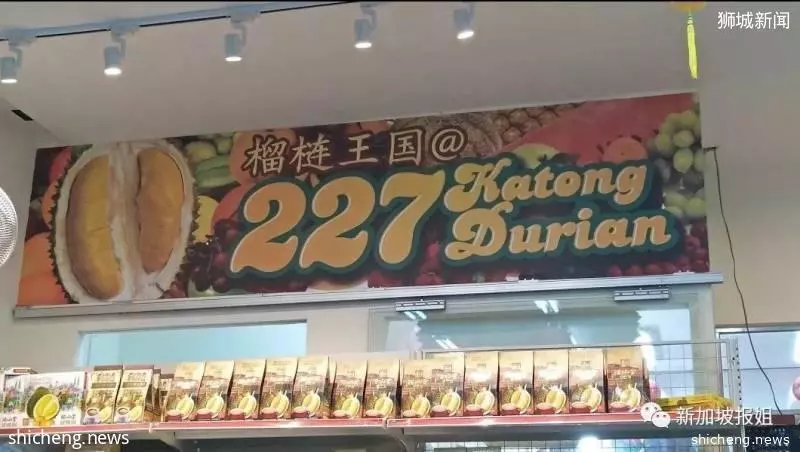 狮城新闻
榴梿王国@
227 Katong
Durian
新加坡报姐
shicheng.news
shicheng.news